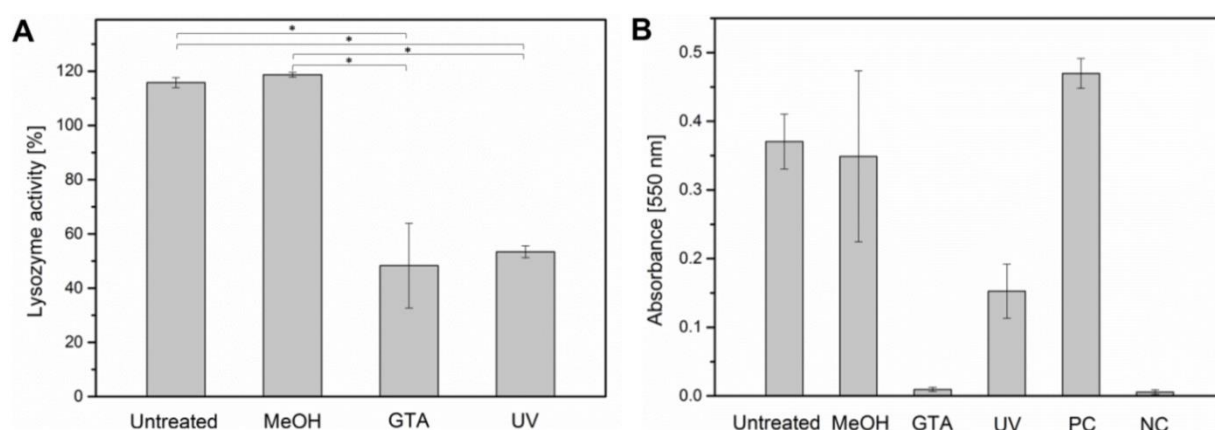 A
Lysozyme activity [%]
120
100
80
60
40
20
0
*
*
*
*
Untreated MeOH GTA UV
B
Absorbance [550 nm]
0.5
0.4
0.3
0.2
0.1
0.0
Untreated MeOH GTA UV PC NC